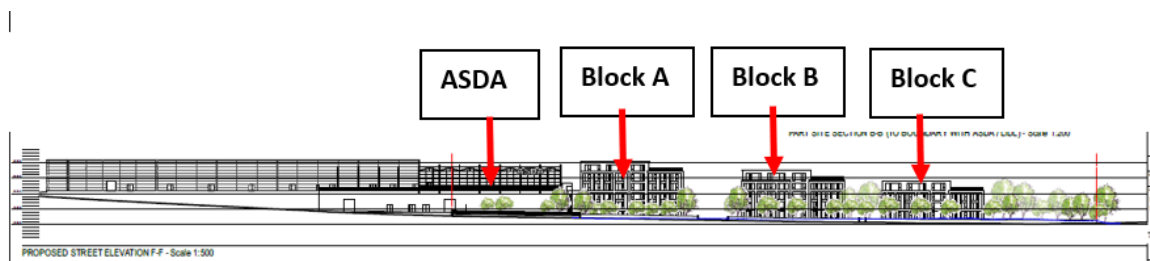 ASDA
Block A
Block B
Block C
PART SITE SECTION B-B (TO BOUNDARY WITH ASDA / LIDL) - Scale 1:200
PROPOSED STREET ELEVATION F-F - Scale 1:500